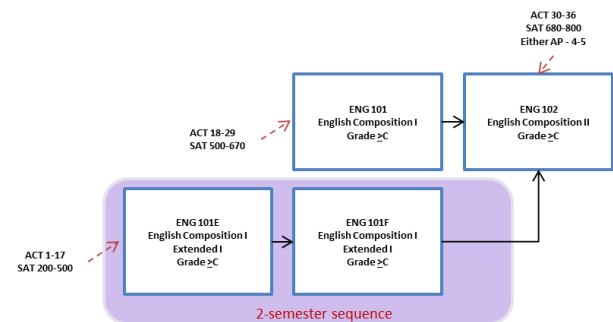 ACT 30-36
SAT 680-800
Either AP - 4-5
ENG 101
English Composition I
Grade ≥C
ENG 102
English Composition II
Grade ≥C
ACT 18-29
SAT 500-670
ENG 101E
English Composition I
Extended I
Grade ≥C
ENG 101F
English Composition I
Extended I
Grade ≥C
ACT 1-17
SAT 200-500
2-semester sequence